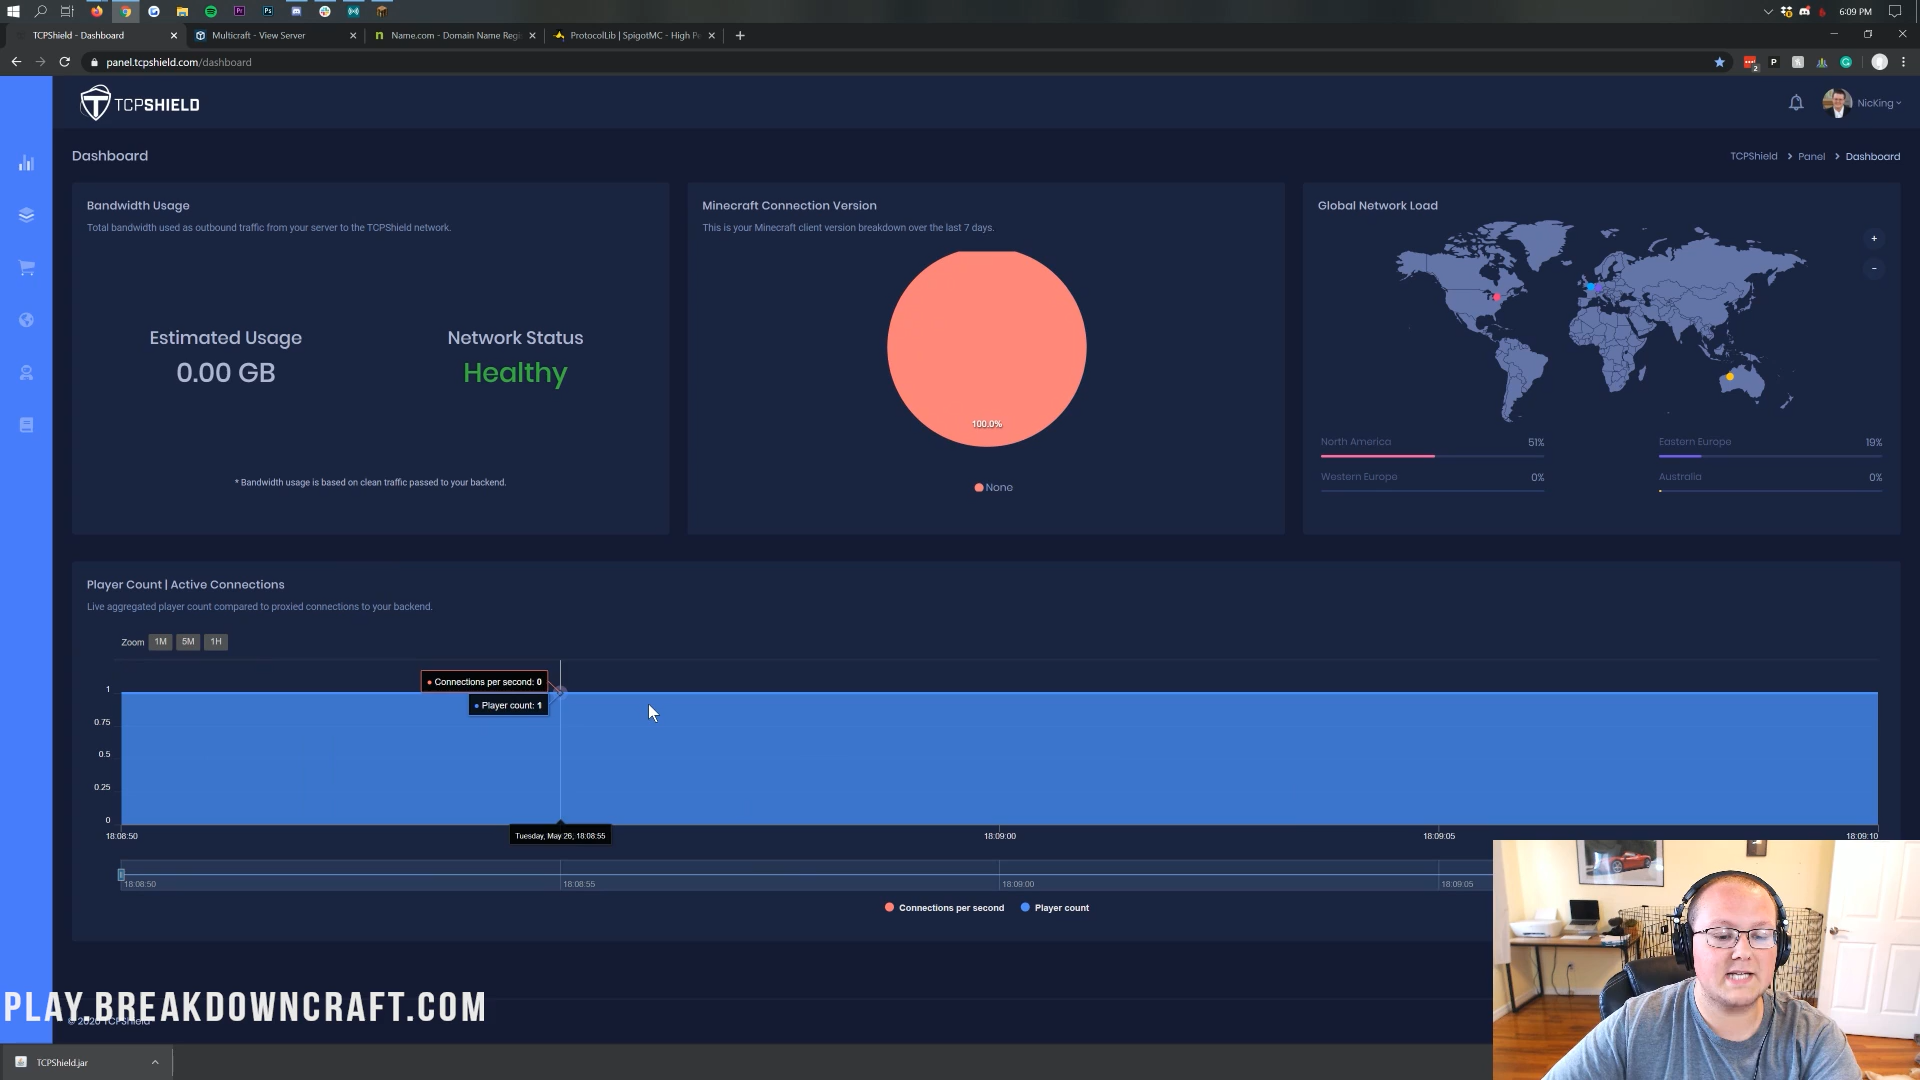 6:09 PM
TCPShield - Dashboard
Multicraft - View Server
Name.com - Domain Name Regi
ProtocolLib | SpigotMC - High P
panel.tcpshield.com/dashboard
TCPSHIELD
NicKing
Dashboard
TCPShield > Panel > Dashboard
Bandwidth Usage
Total bandwidth used as outbound traffic from your server to the TCPShield network.
Estimated Usage
0.00 GB
Network Status
Healthy
* Bandwidth usage is based on clean traffic passed to your backend.
Minecraft Connection Version
This is your Minecraft client version breakdown over the last 7 days.
100.0%
None
Global Network Load
+
-
North America 51%
Eastern Europe 19%
Western Europe 0%
Australia 0%
Player Count | Active Connections
Live aggregated player count compared to proxied connections to your backend.
Zoom 1M 5M 1H
Connections per second: 0
Player count: 1
1
0.75
0.5
0.25
0
18:08:50
Tuesday, May 26, 18:08:55
18:09:00
18:09:05
18:09:10
18:08:50
18:08:55
18:09:00
18:09:05
Connections per second
Player count
PLAY.BREAKDOWNCRAFT.COM
© 2020 TCPShield
TCPShield.jar